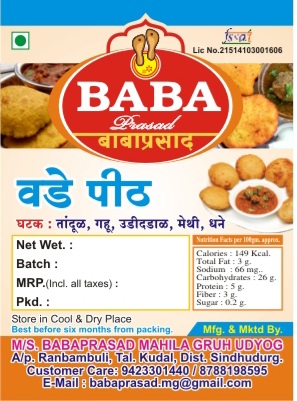 fssai
Lic No.21514103001606
BABA
Prasad
बाबाप्रसाद
वडे पीठ
घटक : तांदूळ, गहू, उडीदडाळ, मेथी, धने
Net Wet. :
Batch :
MRP.(Incl. all taxes) :
Pkd. :
Nutrition Facts per 100gm. approx.
Calories : 149 Kcal.
Total Fat : 3 g.
Sodium : 66 mg..
Carbohydrates : 26 g.
Protein : 5 g.
Fiber : 3 g.
Sugar : 0.2 g.
Store in Cool & Dry Place
Best before six months from packing.
Mfg. & Mktd By.
M/S. BABAPRASAD MAHILA GRUH UDYOG
A/p. Ranbambuli, Tal. Kudal, Dist. Sindhudurg.
Customer Care: 9423301440 / 8788198595
E-Mail : babaprasad.mg@gmail.com